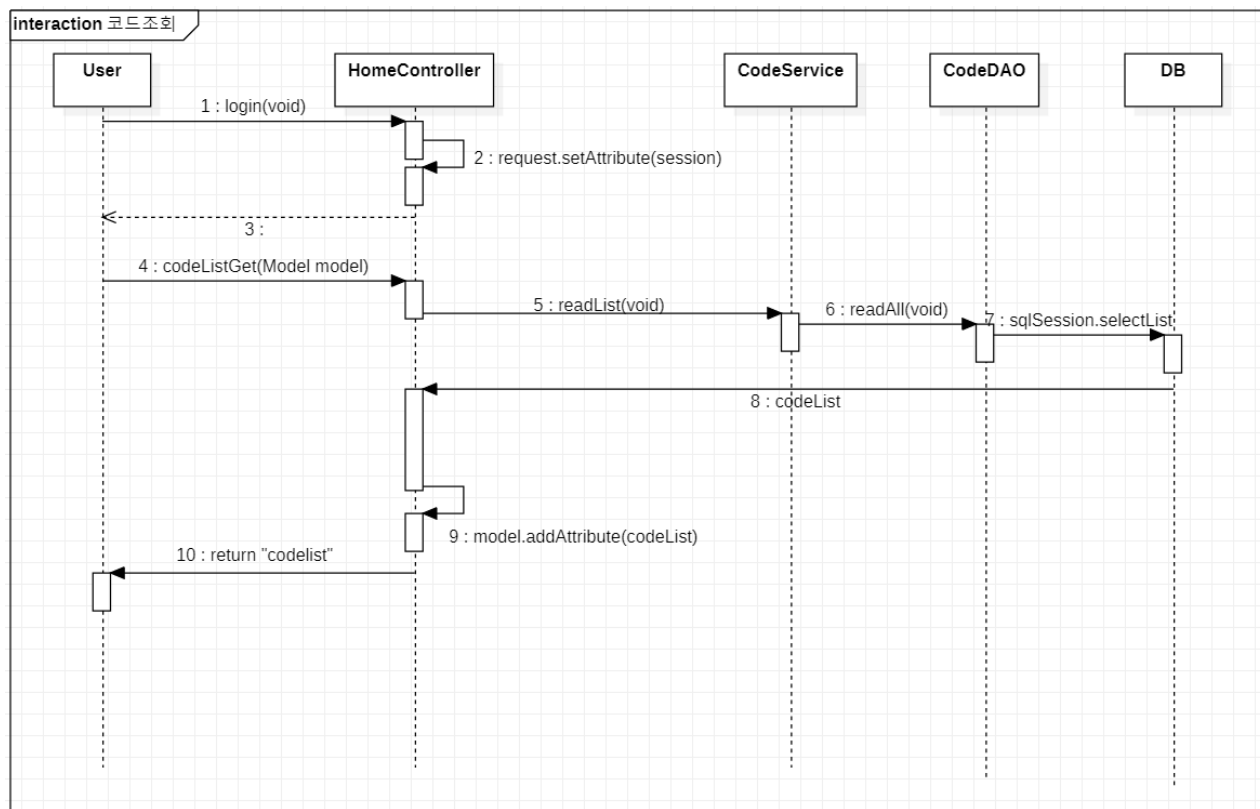 interaction 코드조회
User
HomeController
CodeService
CodeDAO
DB
1 : login(void)
2 : request.setAttribute(session)
3 :
4 : codeListGet(Model model)
5 : readList(void)
6 : readAll(void)
7 : sqlSession.selectList
8 : codeList
9 : model.addAttribute(codeList)
10 : return "codelist"